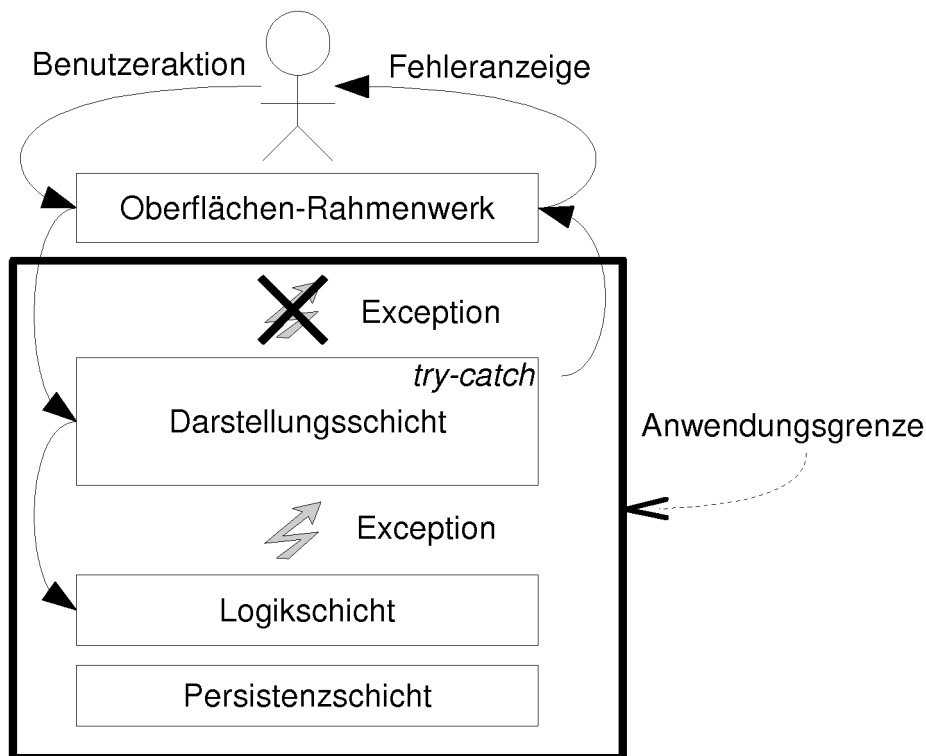 Benutzeraktion
Fehleranzeige
Oberflächen-Rahmenwerk
Exception
try-catch
Darstellungsschicht
Anwendungsgrenze
Exception
Logikschicht
Persistenzschicht